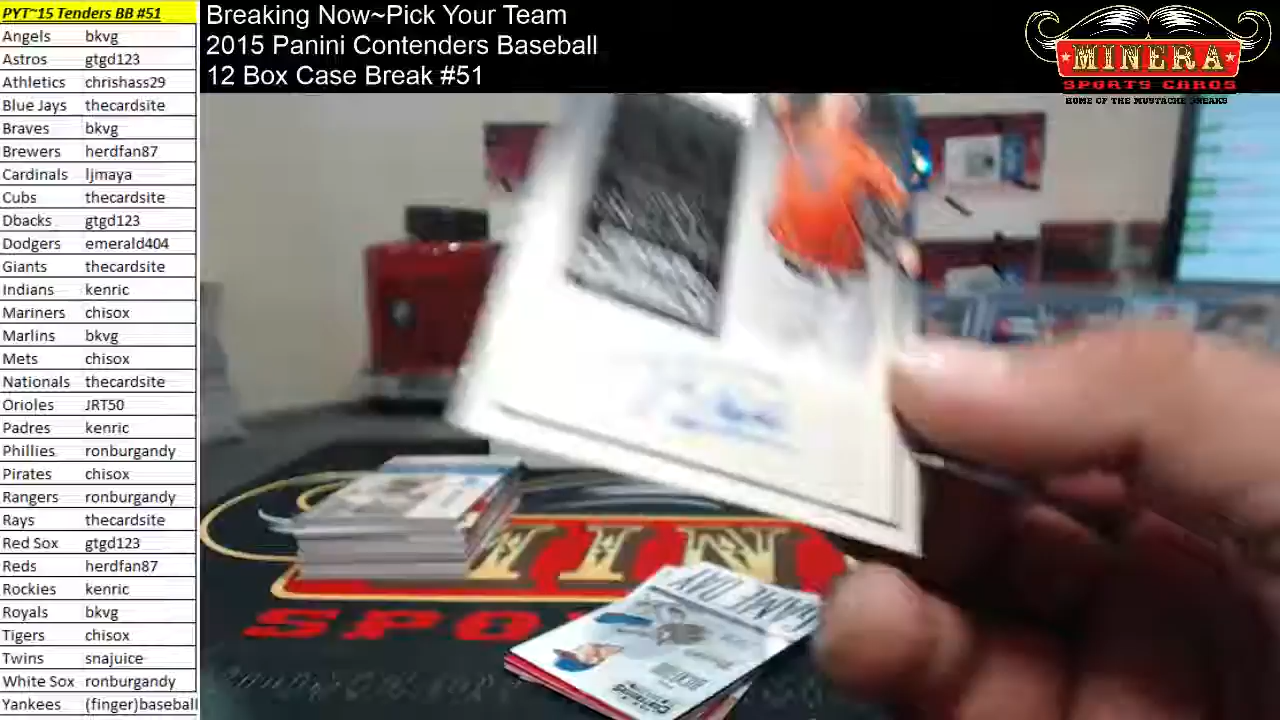 PYT~15 Tenders BB #51
Angels bkvg
Astros gtgd123
Athletics chrishass29
Blue Jays thecardsite
Braves bkvg
Brewers herdfan87
Cardinals ljmaya
Cubs thecardsite
Dbacks gtgd123
Dodgers emerald404
Giants thecardsite
Indians kenric
Mariners chisox
Marlins bkvg
Mets chisox
Nationals thecardsite
Orioles JRT50
Padres kenric
Phillies ronburgandy
Pirates chisox
Rangers ronburgandy
Rays thecardsite
Red Sox gtgd123
Reds herdfan87
Rockies kenric
Royals bkvg
Tigers chisox
Twins snajuice
White Sox ronburgandy
Yankees (finger)baseball
Breaking Now~Pick Your Team
2015 Panini Contenders Baseball
12 Box Case Break #51
MINERA
SPORTS CARDS
HOME OF THE MUSTACHE BREAKS
GAME DAY